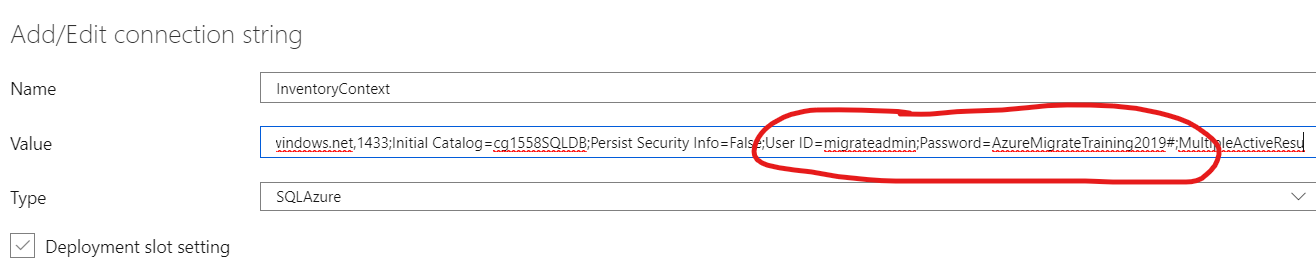 Add/Edit connection string
Name InventoryContext
Value vindows.net,1433;Initial Catalog=cg1558SQLDB;Persist Security Info=False;User ID=migrateadmin;Password=AzureMigrateTraining2019#;MultipleActiveResu
Type SQLAzure
Deployment slot setting